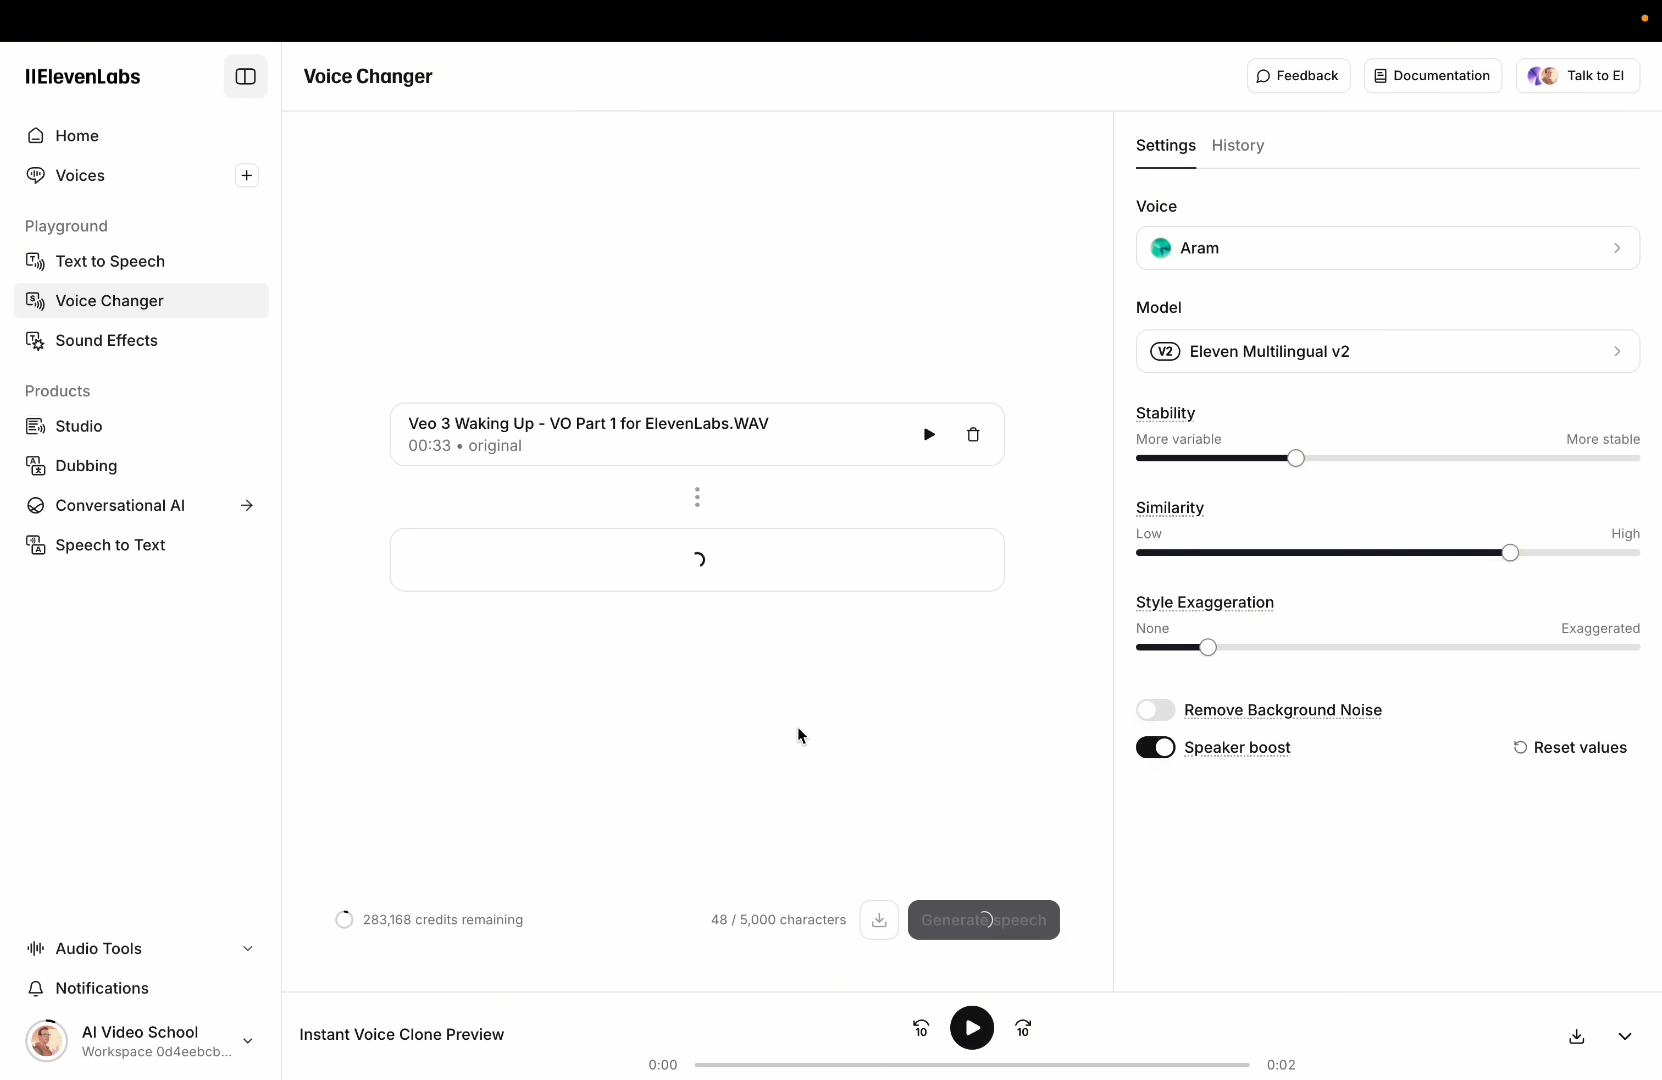 IIElevenLabs
Home
Voices
Playground
Text to Speech
Voice Changer
Sound Effects
Products
Studio
Dubbing
Conversational AI
Speech to Text
Audio Tools
Notifications
AI Video School
Workspace 0d4eebcb...
Voice Changer
Feedback
Documentation
Talk to El
Veo 3 Waking Up - VO Part 1 for ElevenLabs.WAV
00:33 • original
283,168 credits remaining
48 / 5,000 characters
Generate speech
Settings
History
Voice
Aram
Model
V2 Eleven Multilingual v2
Stability
More variable
More stable
Similarity
Low
High
Style Exaggeration
None
Exaggerated
Remove Background Noise
Speaker boost
Reset values
Instant Voice Clone Preview
10
10
0:00
0:02